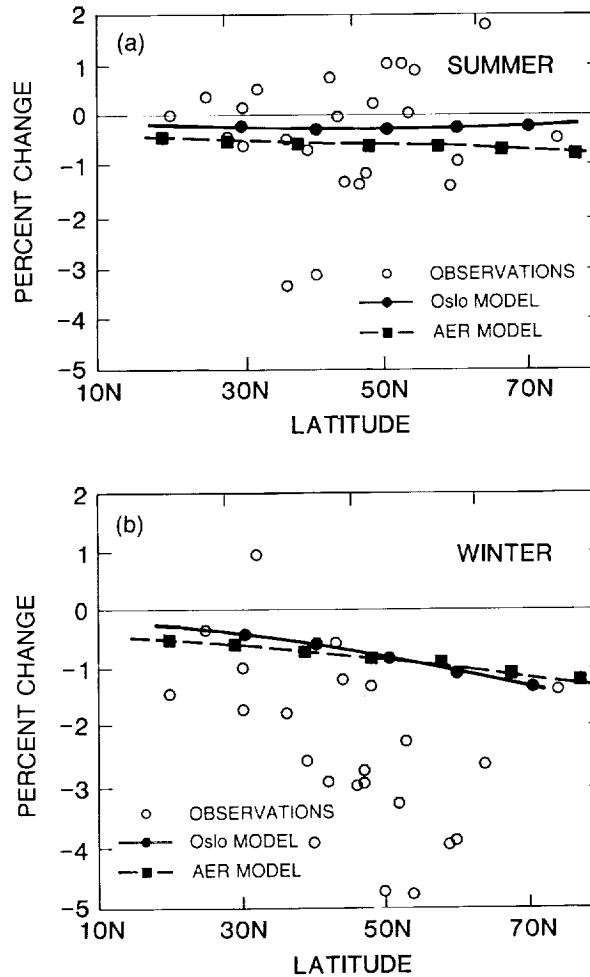 (a)
SUMMER
PERCENT CHANGE
2
1
0
-1
-2
-3
-4
-5
OBSERVATIONS
Oslo MODEL
AER MODEL
10N 30N 50N 70N
LATITUDE
(b)
WINTER
PERCENT CHANGE
2
1
0
-1
-2
-3
-4
-5
OBSERVATIONS
Oslo MODEL
AER MODEL
10N 30N 50N 70N
LATITUDE